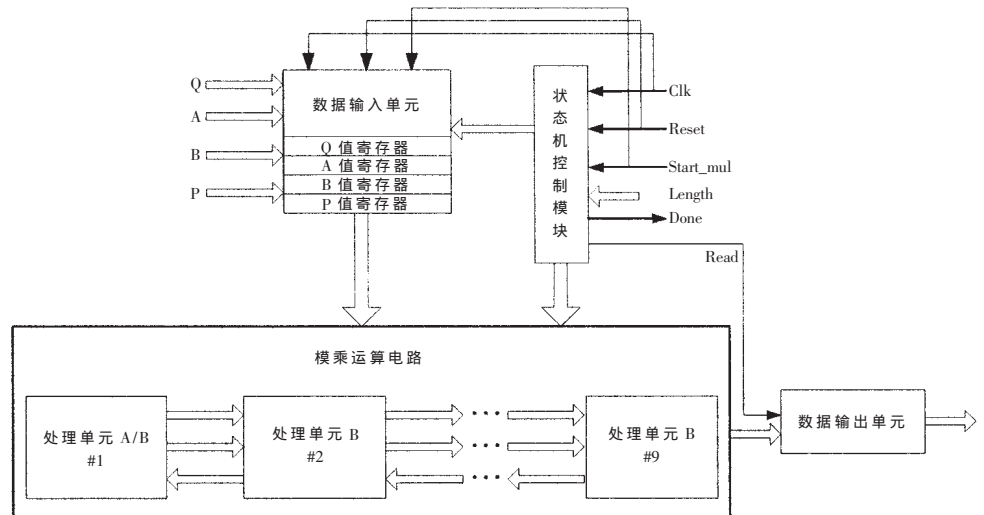 Q
A
B
P
数据输入单元
Q 值寄存器
A 值寄存器
B 值寄存器
P 值寄存器
状态机控制模块
Clk
Reset
Start_mul
Length
Done
Read
模乘运算电路
处理单元 A/B
#1
处理单元 B
#2
处理单元 B
#9
数据输出单元